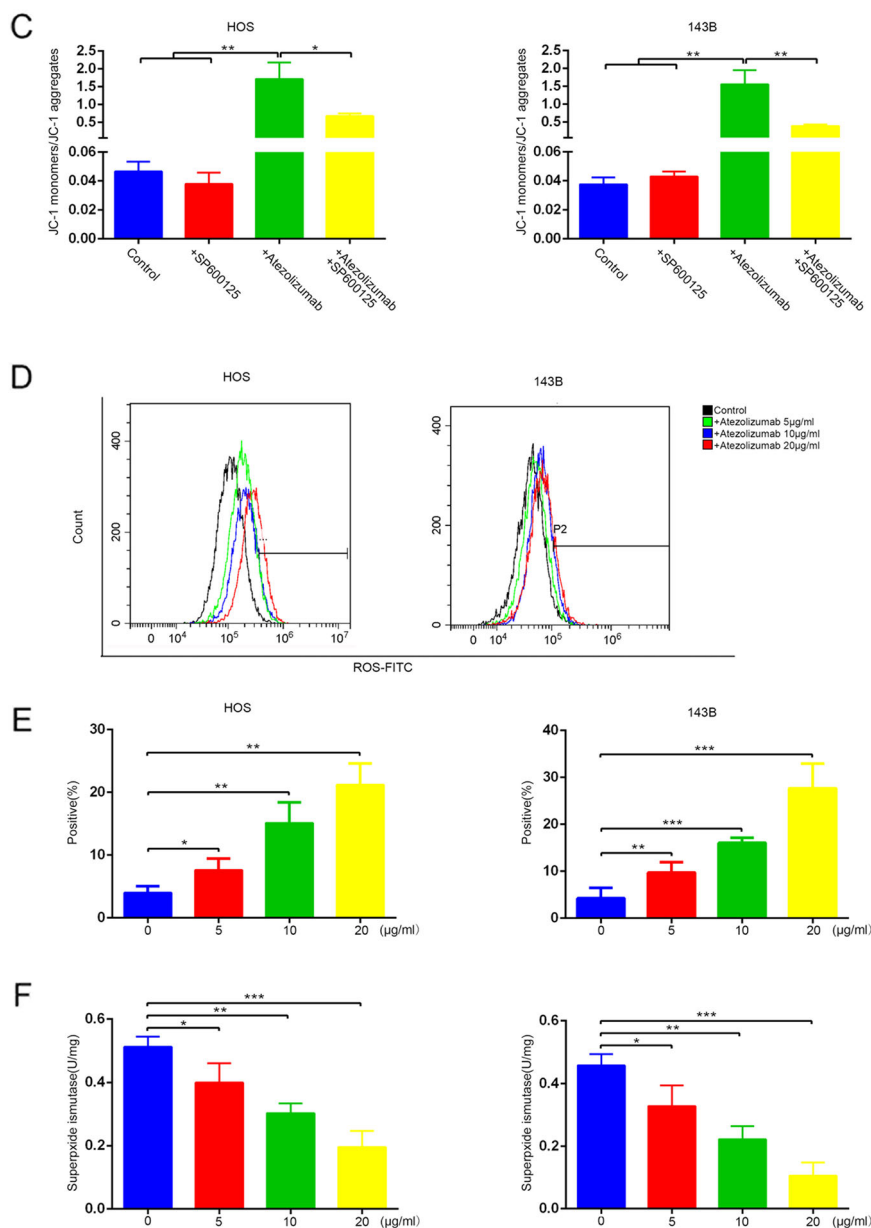 C
HOS
143B
JC-1 monomers/JC-1 aggregates
2.5
2.0
1.5
1.0
0.5
0.06
0.04
0.02
0.00
**
*
Control
+SP600125
+Atezolizumab
+Atezolizumab
+SP600125
JC-1 monomers/JC-1 aggregates
2.5
2.0
1.5
1.0
0.5
0.06
0.04
0.02
0.00
**
**
Control
+SP600125
+Atezolizumab
+Atezolizumab
+SP600125
D
HOS
143B
Count
400
200
0
0 10^4 10^5 10^6 10^7
400
200
0
P2
0 10^4 10^5 10^6
Control
+Atezolizumab 5μg/ml
+Atezolizumab 10μg/ml
+Atezolizumab 20μg/ml
ROS-FITC
E
HOS
143B
Positive(%)
30
20
10
0
**
**
*
0 5 10 20 (μg/ml)
Positive(%)
40
30
20
10
0
***
***
**
0 5 10 20 (μg/ml)
F
Superpxide ismutase(U/mg)
0.6
0.4
0.2
0.0
***
**
*
0 5 10 20 (μg/ml)
Superpxide ismutase(U/mg)
0.6
0.4
0.2
0.0
***
**
*
0 5 10 20 (μg/ml)